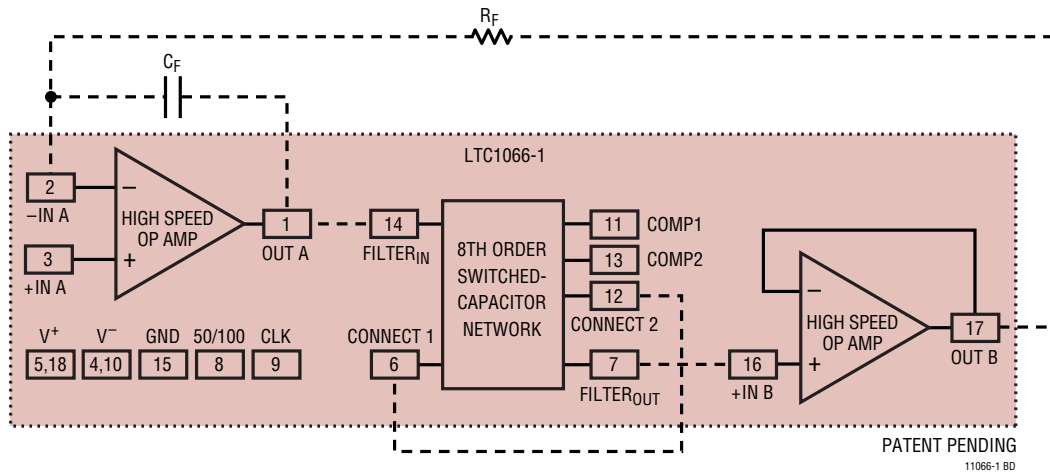 R_F
C_F
LTC1066-1
2
−IN A
3
+IN A
−
+
HIGH SPEED
OP AMP
1
OUT A
14
FILTER_IN
8TH ORDER
SWITCHED-
CAPACITOR
NETWORK
11
COMP1
13
COMP2
12
CONNECT 2
7
FILTER_OUT
CONNECT 1
6
V⁺
5,18
V⁻
4,10
GND
15
50/100
8
CLK
9
16
+IN B
−
+
HIGH SPEED
OP AMP
17
OUT B
PATENT PENDING
11066-1 BD